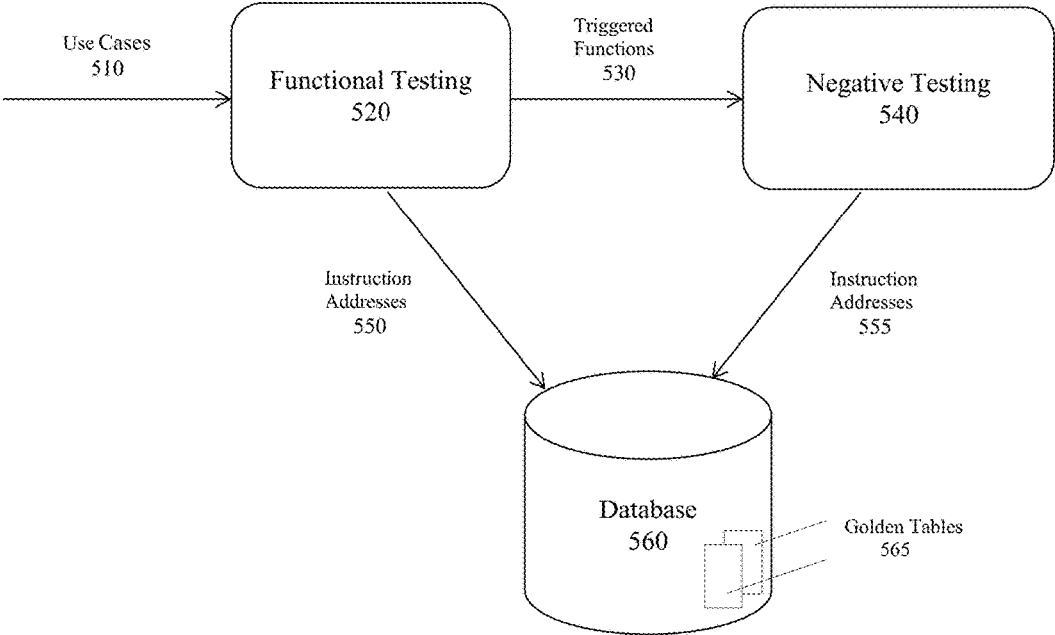 Use Cases
510
Functional Testing
520
Triggered
Functions
530
Negative Testing
540
Instruction
Addresses
550
Instruction
Addresses
555
Database
560
Golden Tables
565